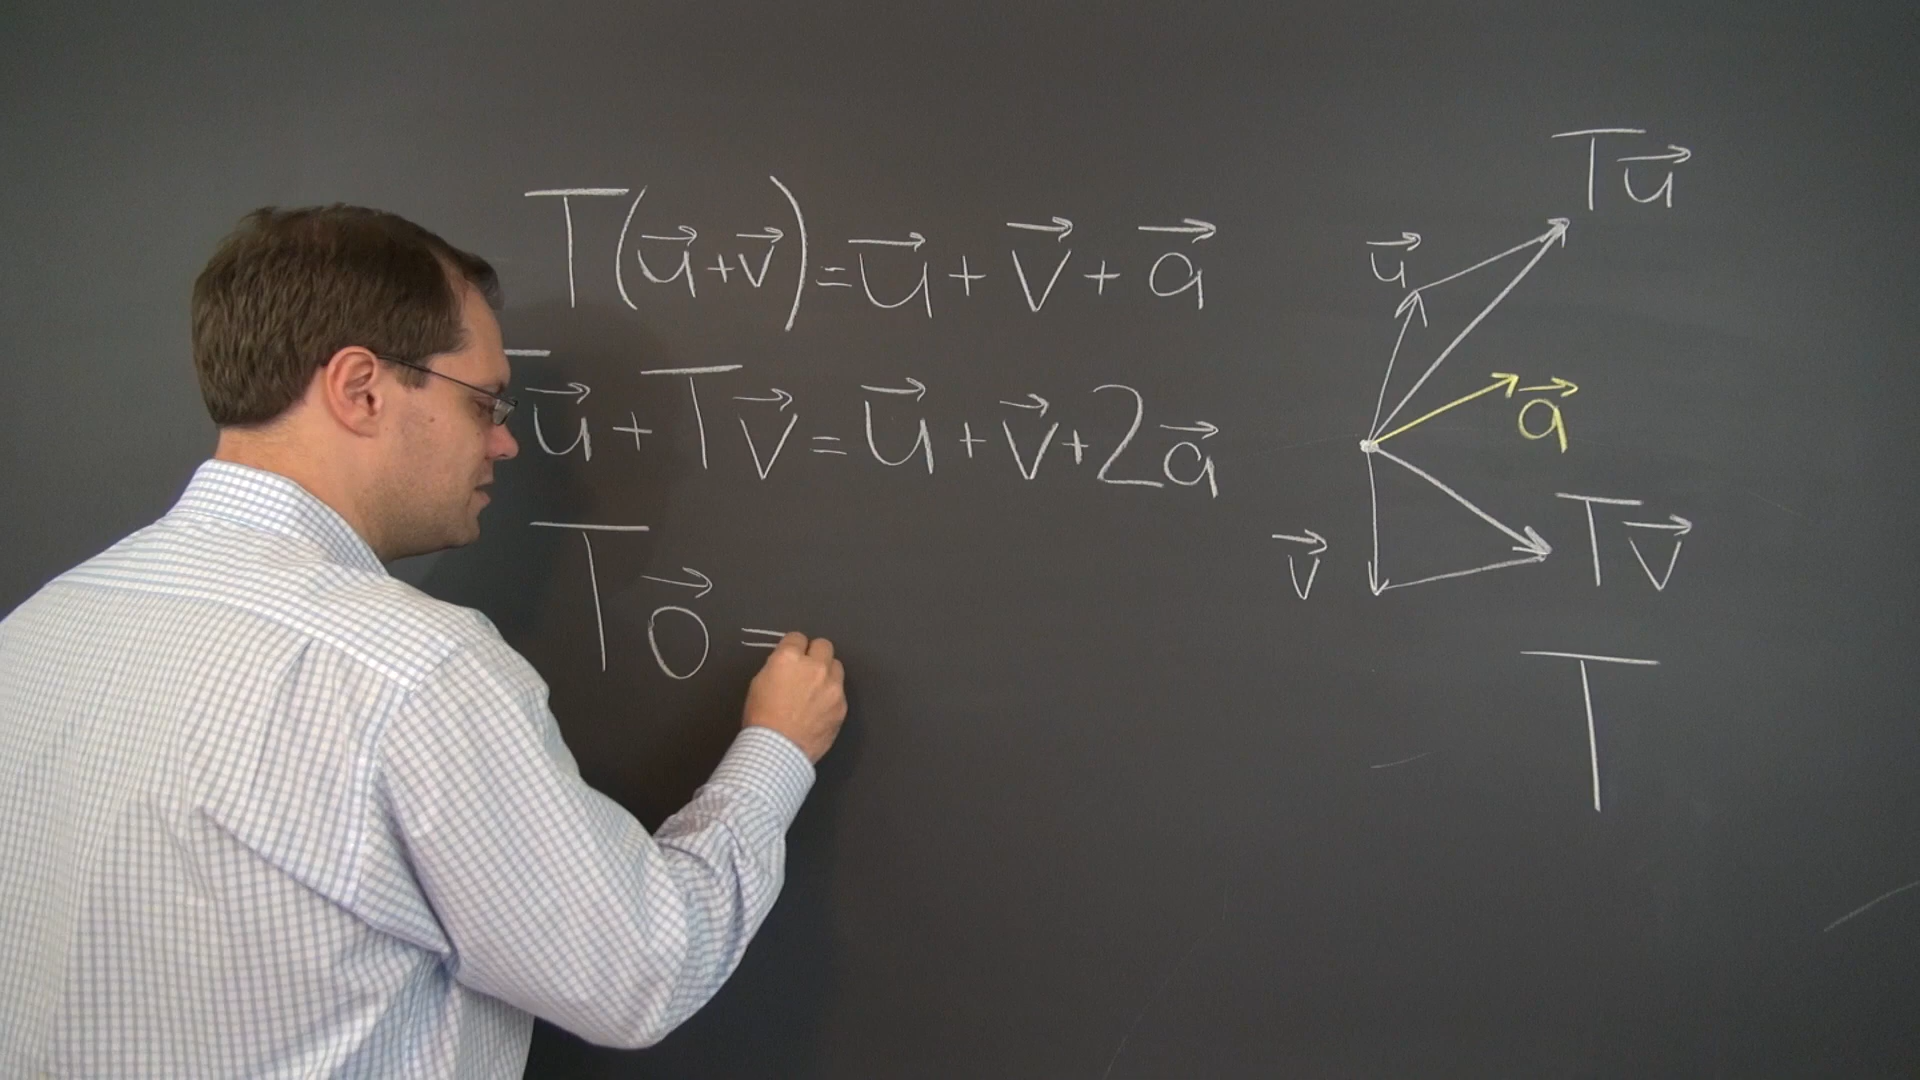 T(u⃗+v⃗)=u⃗+v⃗+a⃗
Tu⃗+Tv⃗=u⃗+v⃗+2a⃗
T0⃗=
Tu⃗
u⃗
a⃗
v⃗
Tv⃗
T